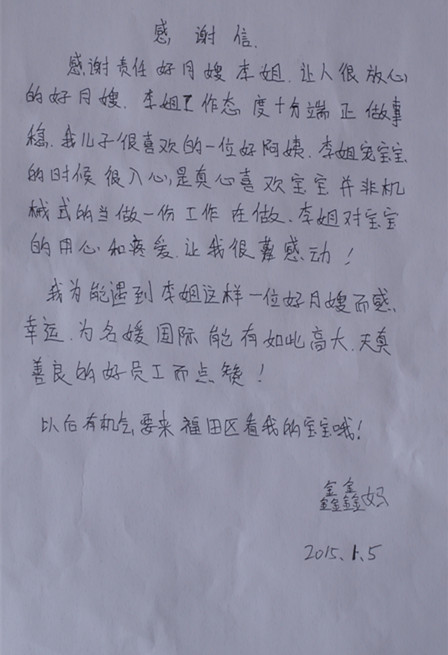 感谢信.
感谢责任好月嫂李姐.让人很放心
的好月嫂.李姐工作态度十分端正做事
稳.我儿子很喜欢的一位好阿姨.李姐宠宝宝
的时候很入心,是真心喜欢宝宝并非机
械式的当做一份工作在做.李姐对宝宝
的用心和疼爱.让我很感动!
我为能遇到李姐这样一位好月嫂而感
幸运.为名媛国际能有如此高大.天真
善良的好员工而点赞!
以后有机会要来福田区看我的宝宝哦!
鑫鑫妈
2015.1.5